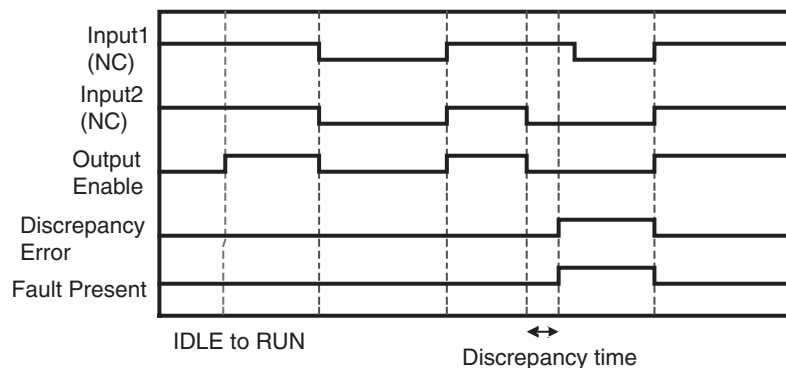 Input1
(NC)
Input2
(NC)
Output
Enable
Discrepancy
Error
Fault Present
IDLE to RUN
Discrepancy time